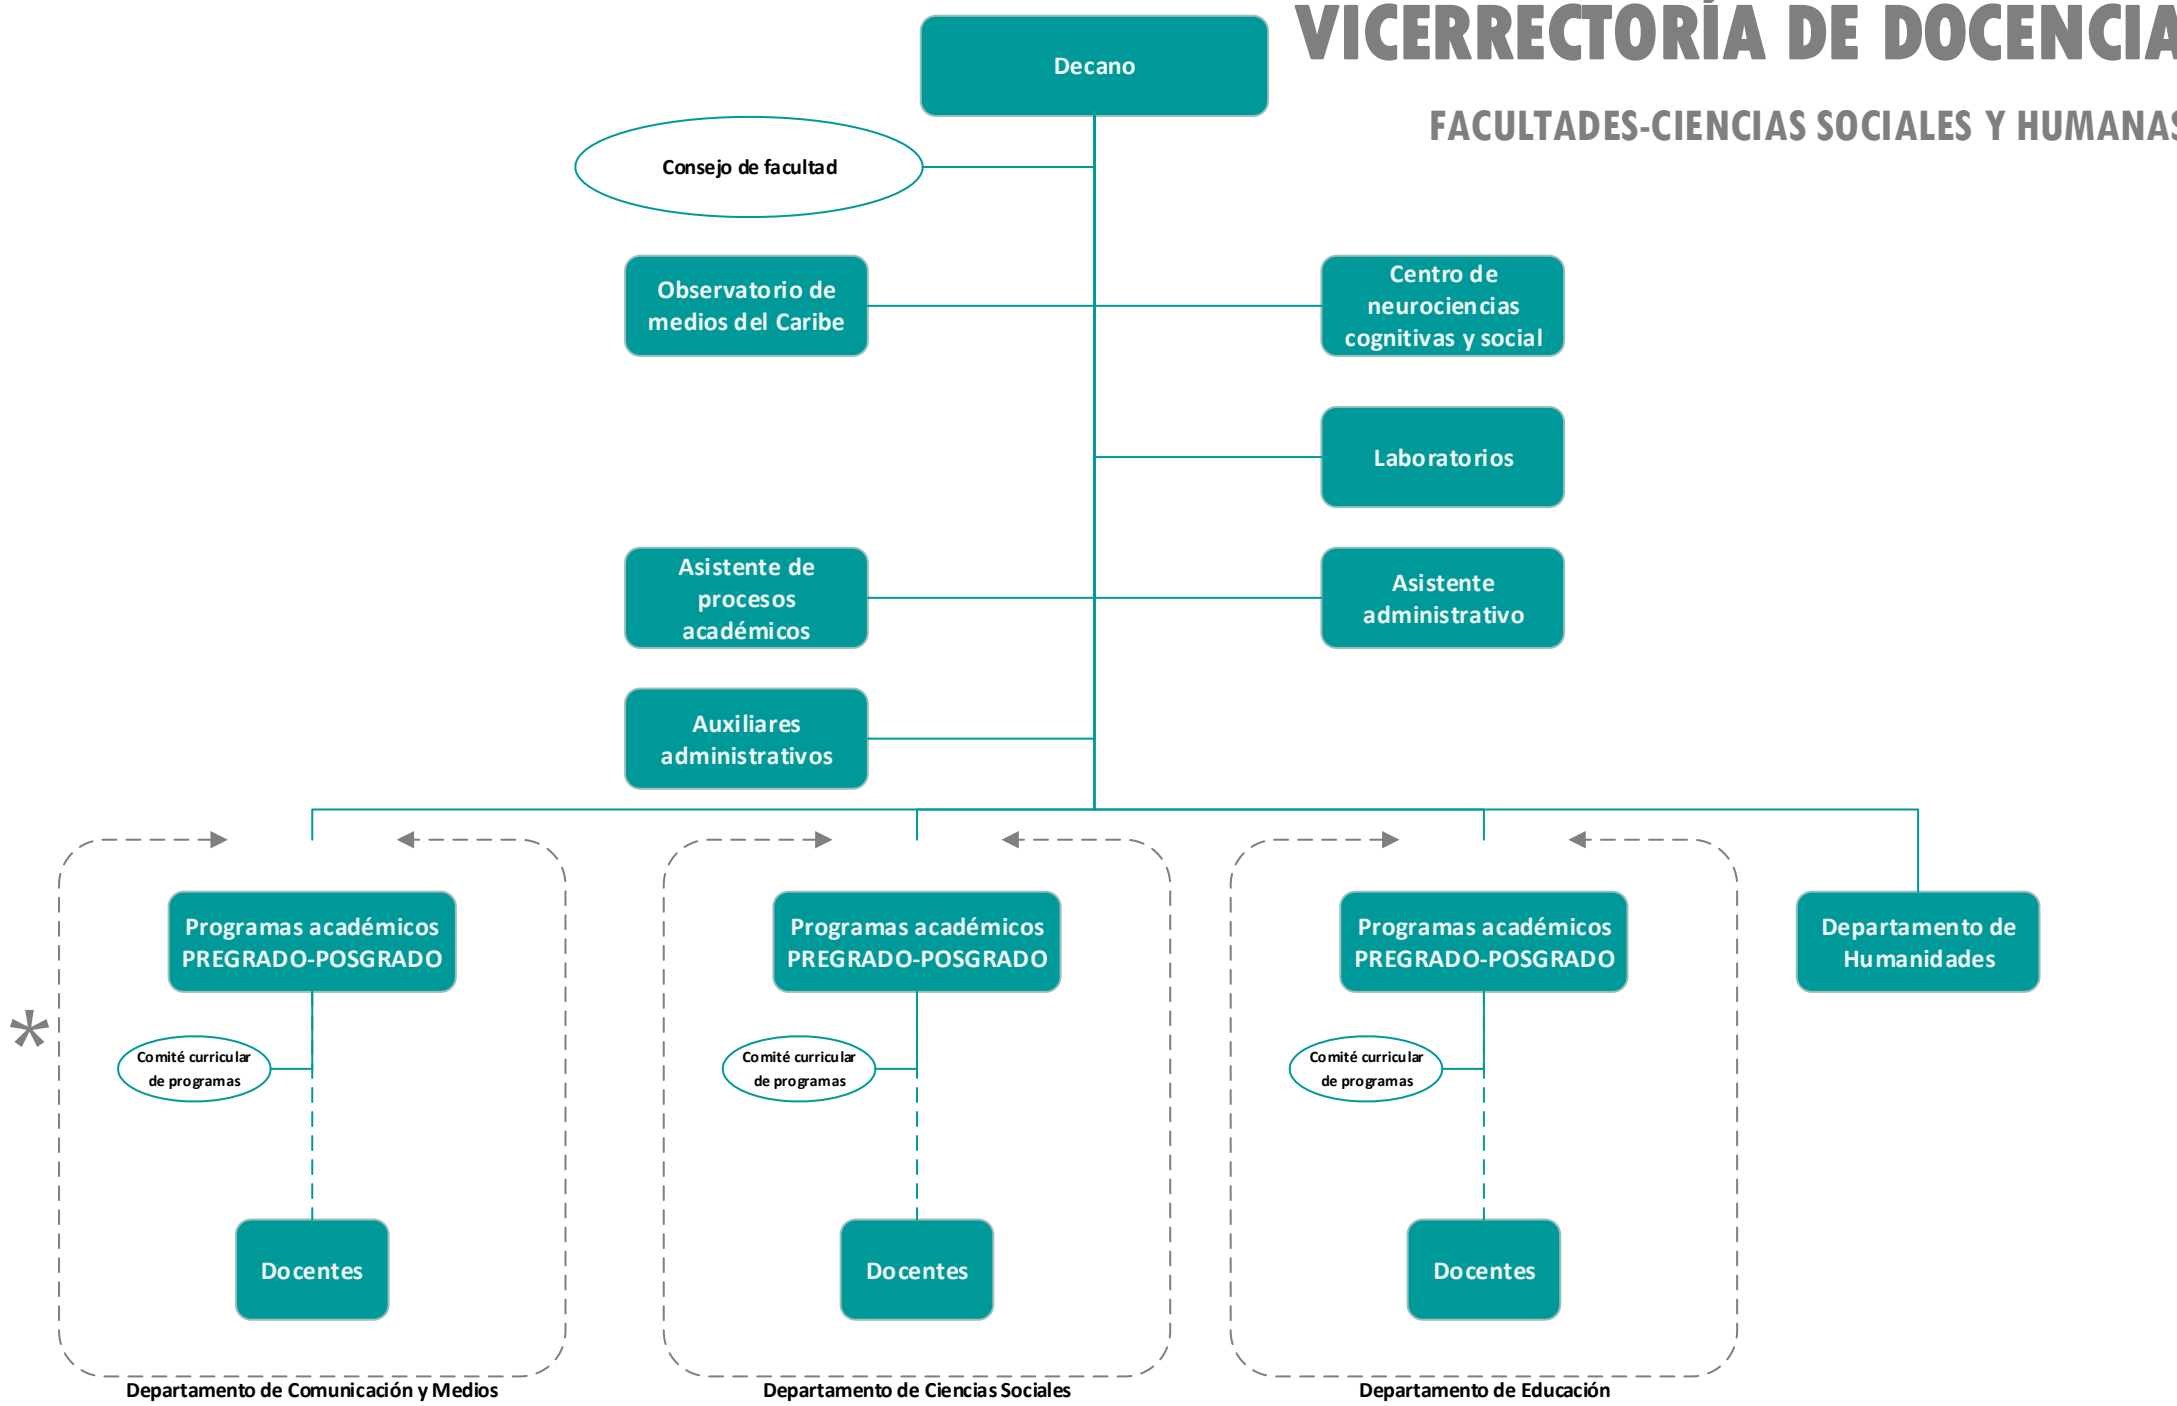 VICERRECTORÍA DE DOCENCIA
FACULTADES-CIENCIAS SOCIALES Y HUMANAS
Decano
Consejo de facultad
Observatorio de
medios del Caribe
Centro de
neurociencias
cognitivas y social
Laboratorios
Asistente de
procesos
académicos
Asistente
administrativo
Auxiliares
administrativos
Programas académicos
PREGRADO-POSGRADO
Programas académicos
PREGRADO-POSGRADO
Programas académicos
PREGRADO-POSGRADO
Departamento de
Humanidades
*
Comité curricular
de programas
Comité curricular
de programas
Comité curricular
de programas
Docentes
Docentes
Docentes
Departamento de Comunicación y Medios
Departamento de Ciencias Sociales
Departamento de Educación